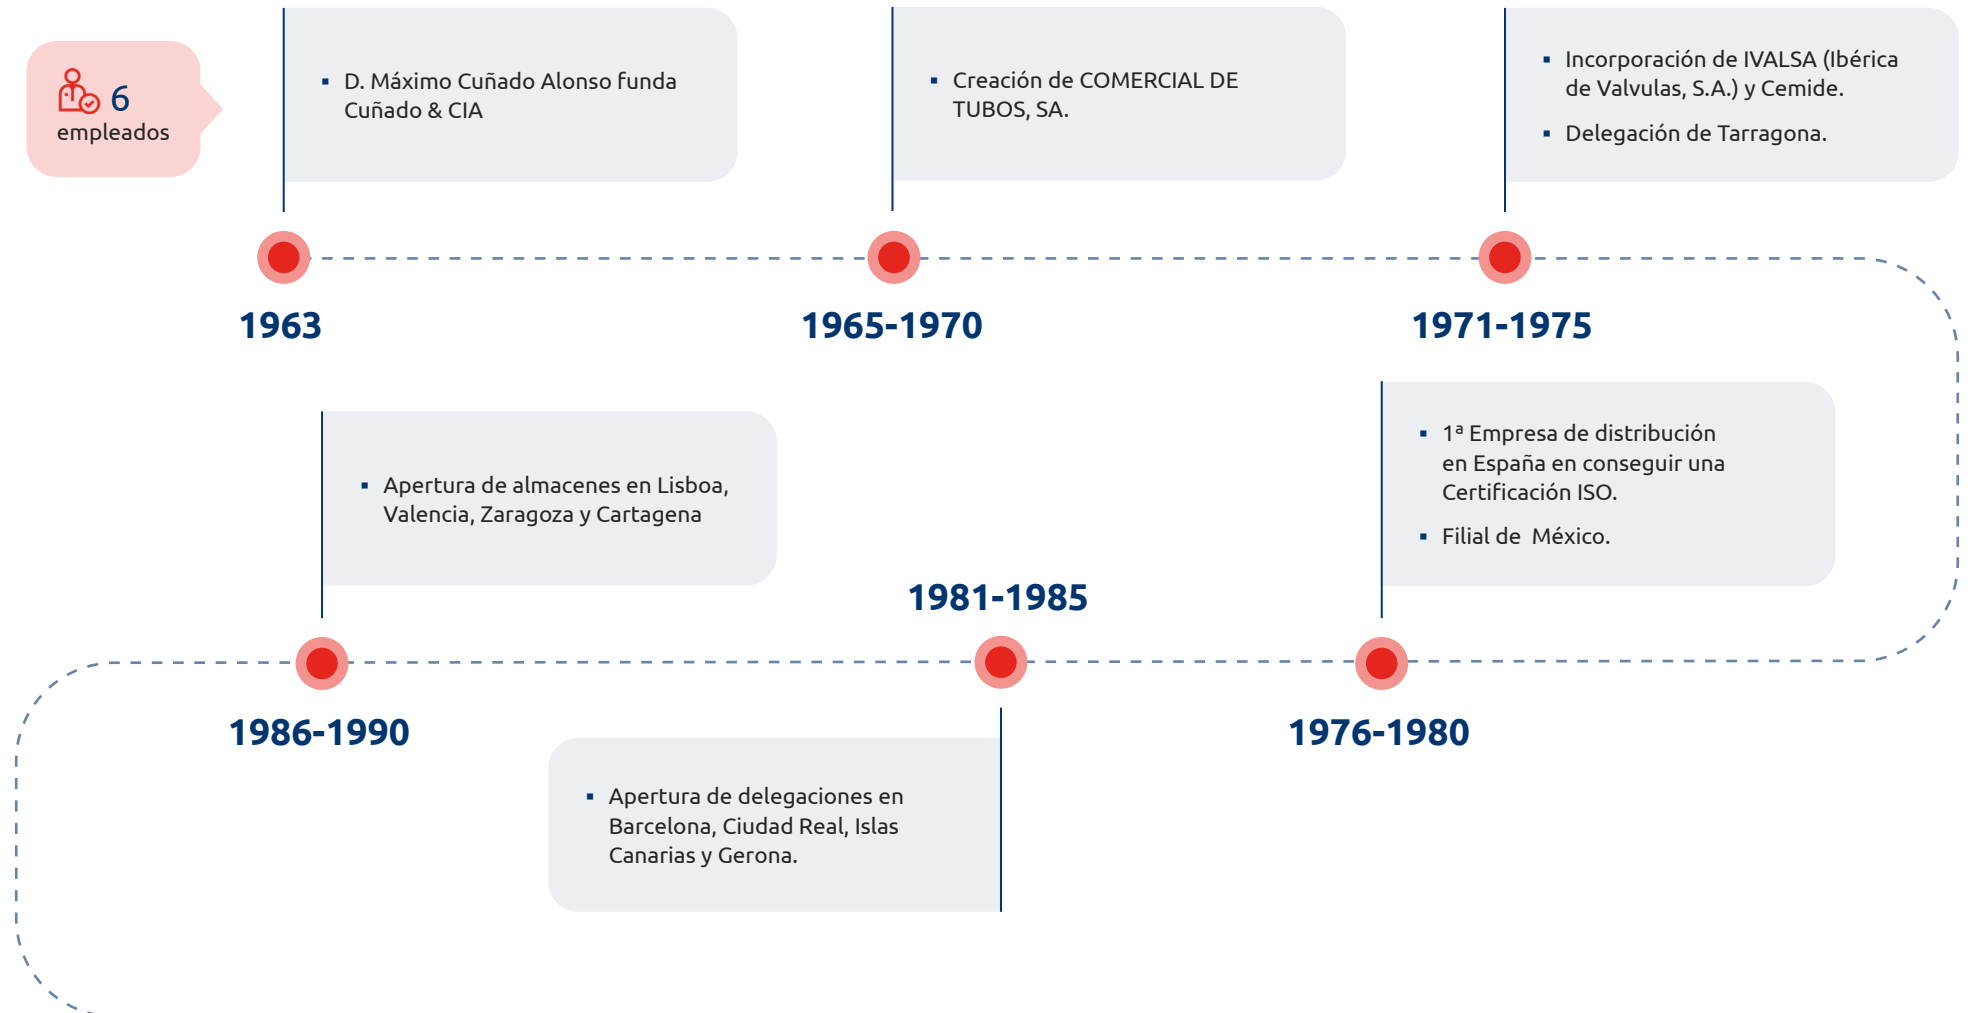 6
empleados
▪ D. Máximo Cuñado Alonso funda
Cuñado & CIA
1963
▪ Creación de COMERCIAL DE
TUBOS, SA.
1965-1970
▪ Incorporación de IVALSA (Ibérica
de Valvulas, S.A.) y Cemide.
▪ Delegación de Tarragona.
1971-1975
▪ 1ª Empresa de distribución
en España en conseguir una
Certificación ISO.
▪ Filial de México.
1976-1980
1981-1985
▪ Apertura de delegaciones en
Barcelona, Ciudad Real, Islas
Canarias y Gerona.
▪ Apertura de almacenes en Lisboa,
Valencia, Zaragoza y Cartagena
1986-1990